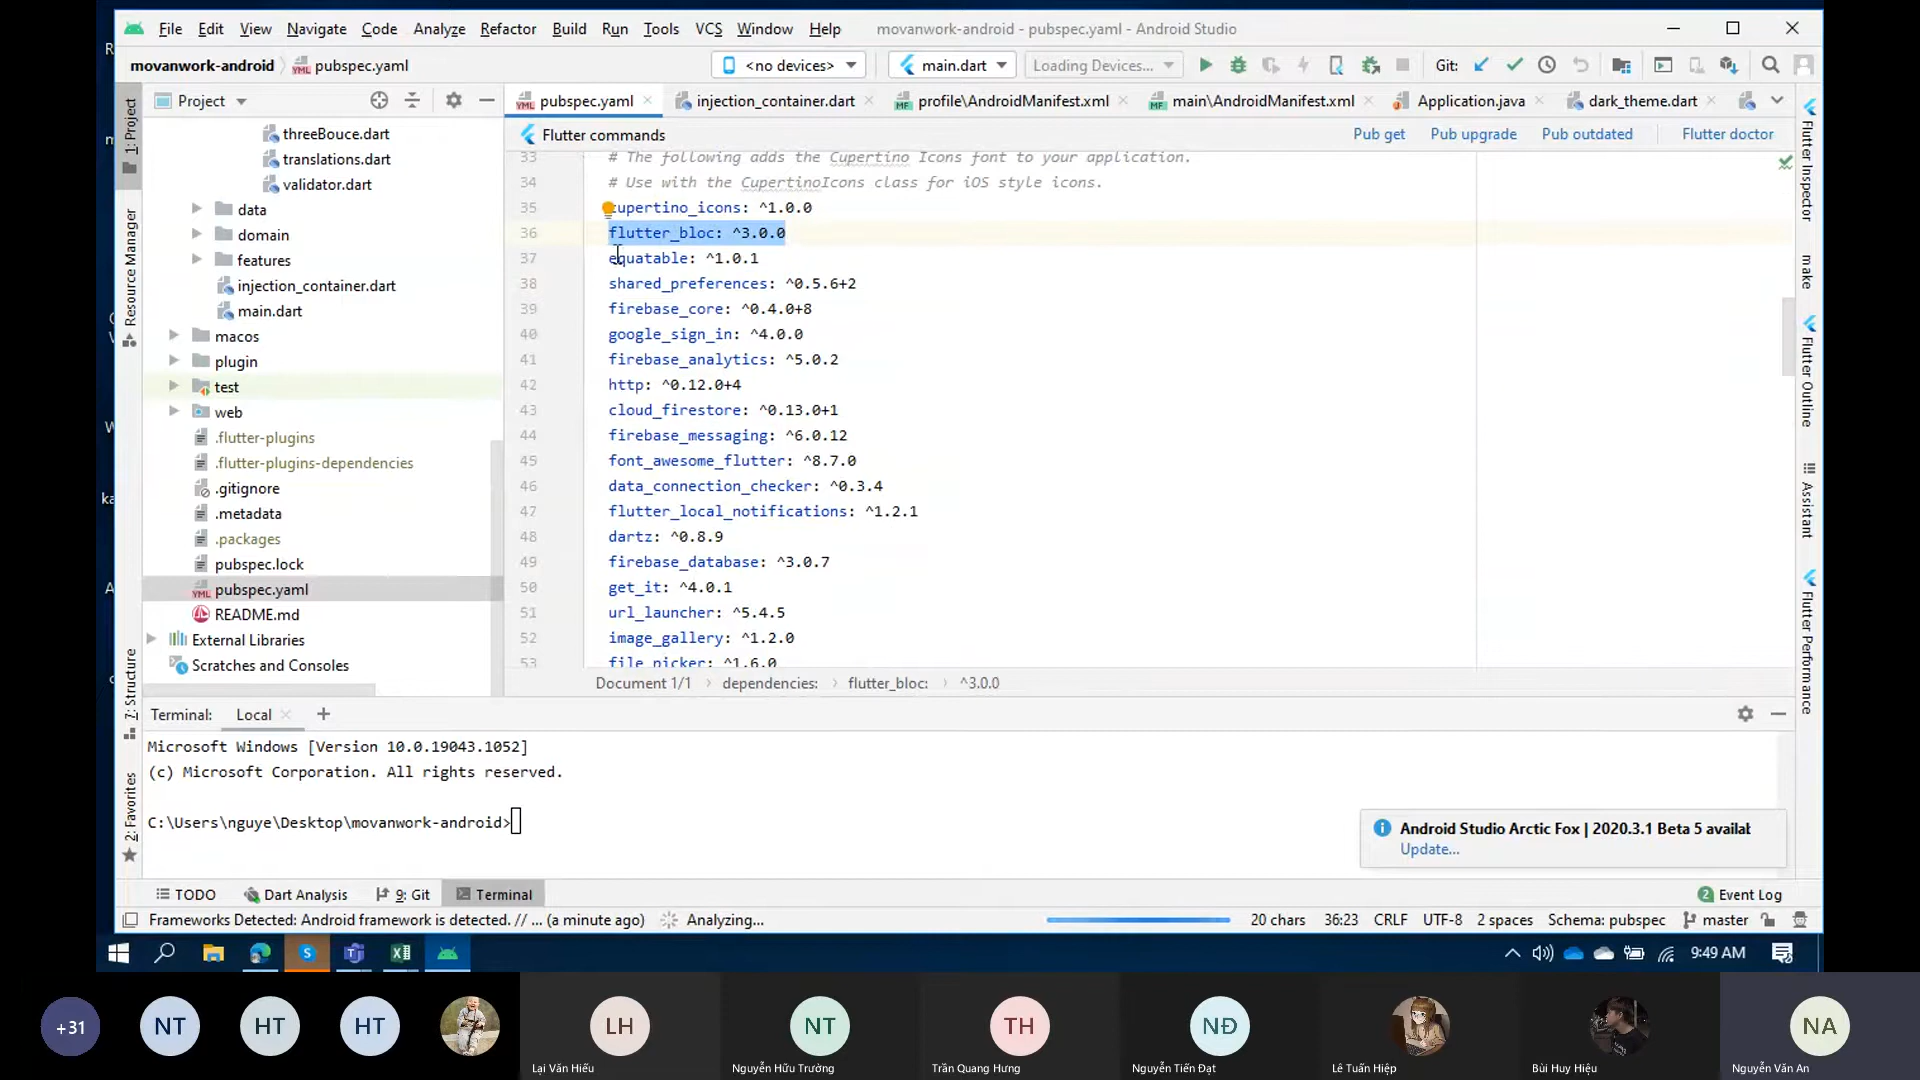 File Edit View Navigate Code Analyze Refactor Build Run Tools VCS Window Help movanwork-android - pubspec.yaml - Android Studio
movanwork-android pubspec.yaml <no devices> main.dart Loading Devices... Git:
1: Project
Resource Manager
7: Structure
2: Favorites
Project
threeBouce.dart
translations.dart
validator.dart
data
domain
features
injection_container.dart
main.dart
macos
plugin
test
web
.flutter-plugins
.flutter-plugins-dependencies
.gitignore
.metadata
.packages
pubspec.lock
pubspec.yaml
README.md
External Libraries
Scratches and Consoles
pubspec.yaml injection_container.dart profile\AndroidManifest.xml main\AndroidManifest.xml Application.java dark_theme.dart
Flutter commands Pub get Pub upgrade Pub outdated Flutter doctor
33 # The following adds the Cupertino Icons font to your application.
34 # Use with the CupertinoIcons class for iOS style icons.
35 cupertino_icons: ^1.0.0
36 flutter_bloc: ^3.0.0
37 equatable: ^1.0.1
38 shared_preferences: ^0.5.6+2
39 firebase_core: ^0.4.0+8
40 google_sign_in: ^4.0.0
41 firebase_analytics: ^5.0.2
42 http: ^0.12.0+4
43 cloud_firestore: ^0.13.0+1
44 firebase_messaging: ^6.0.12
45 font_awesome_flutter: ^8.7.0
46 data_connection_checker: ^0.3.4
47 flutter_local_notifications: ^1.2.1
48 dartz: ^0.8.9
49 firebase_database: ^3.0.7
50 get_it: ^4.0.1
51 url_launcher: ^5.4.5
52 image_gallery: ^1.2.0
53 file_picker: ^1.6.0
Document 1/1 dependencies: flutter_bloc: ^3.0.0
Flutter Inspector
make
Flutter Outline
Assistant
Flutter Performance
Terminal: Local
Microsoft Windows [Version 10.0.19043.1052]
(c) Microsoft Corporation. All rights reserved.
C:\Users\nguye\Desktop\movanwork-android>
Android Studio Arctic Fox | 2020.3.1 Beta 5 availab
Update...
TODO Dart Analysis 9: Git Terminal 2 Event Log
Frameworks Detected: Android framework is detected. // ... (a minute ago) Analyzing... 20 chars 36:23 CRLF UTF-8 2 spaces Schema: pubspec master
9:49 AM
+31 NT HT HT LH NT TH NĐ NA
Lại Văn Hiếu Nguyễn Hữu Trường Trần Quang Hưng Nguyễn Tiến Đạt Lê Tuấn Hiệp Bùi Huy Hiệu Nguyễn Văn An